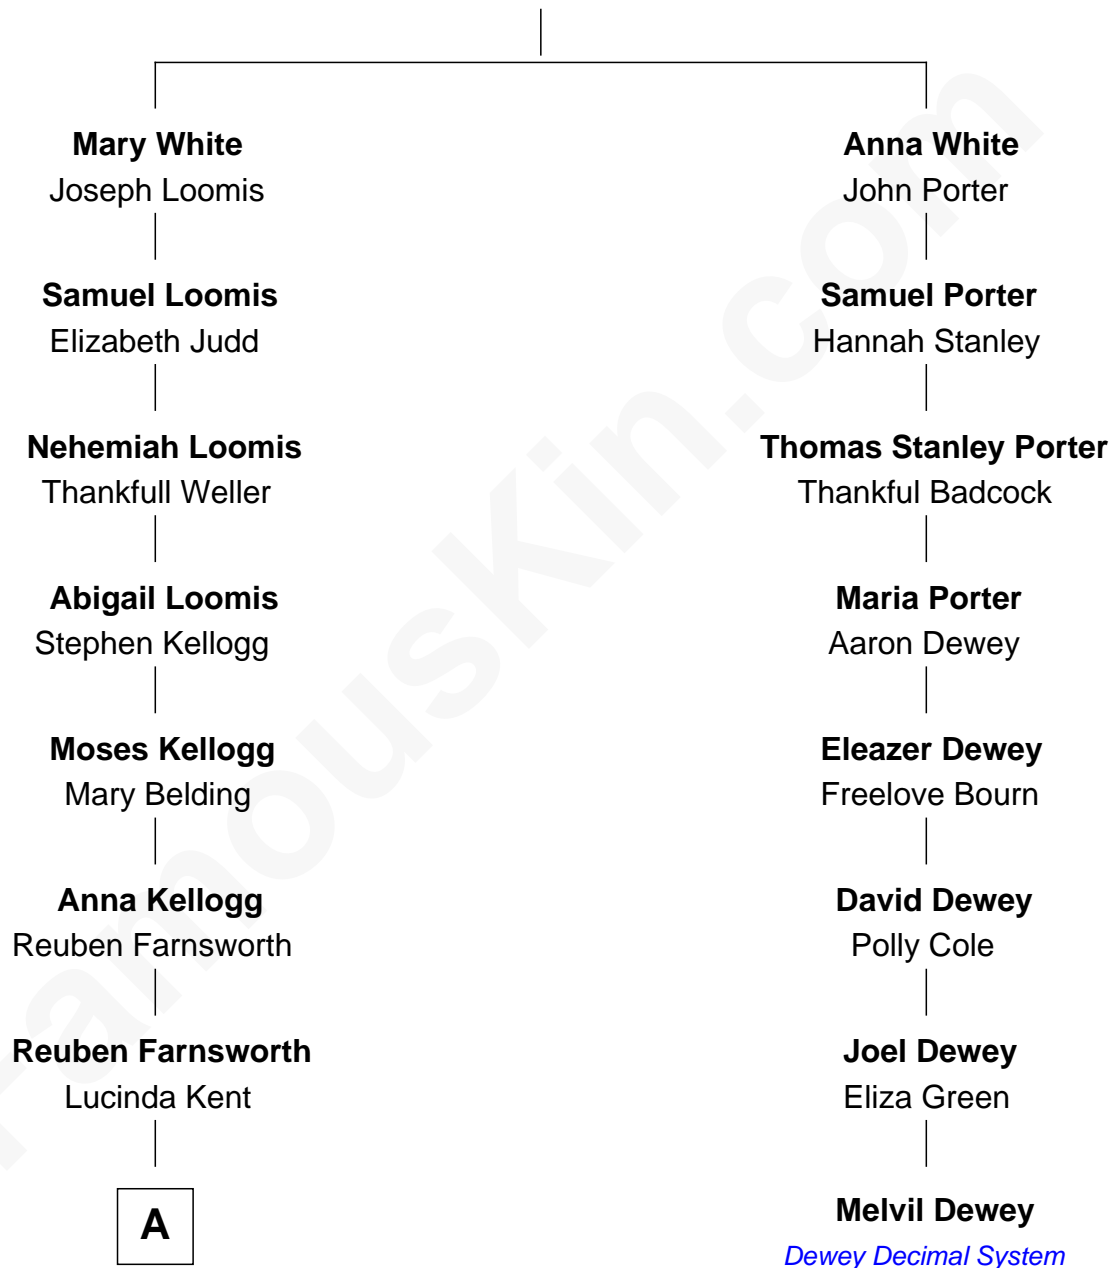 Mary White
Joseph Loomis
Samuel Loomis
Elizabeth Judd
Nehemiah Loomis
Thankfull Weller
Abigail Loomis
Stephen Kellogg
Moses Kellogg
Mary Belding
Anna Kellogg
Reuben Farnsworth
Reuben Farnsworth
Lucinda Kent
A
Anna White
John Porter
Samuel Porter
Hannah Stanley
Thomas Stanley Porter
Thankful Badcock
Maria Porter
Aaron Dewey
Eleazer Dewey
Freelove Bourn
David Dewey
Polly Cole
Joel Dewey
Eliza Green
Melvil Dewey
Dewey Decimal System
FamousKin.com